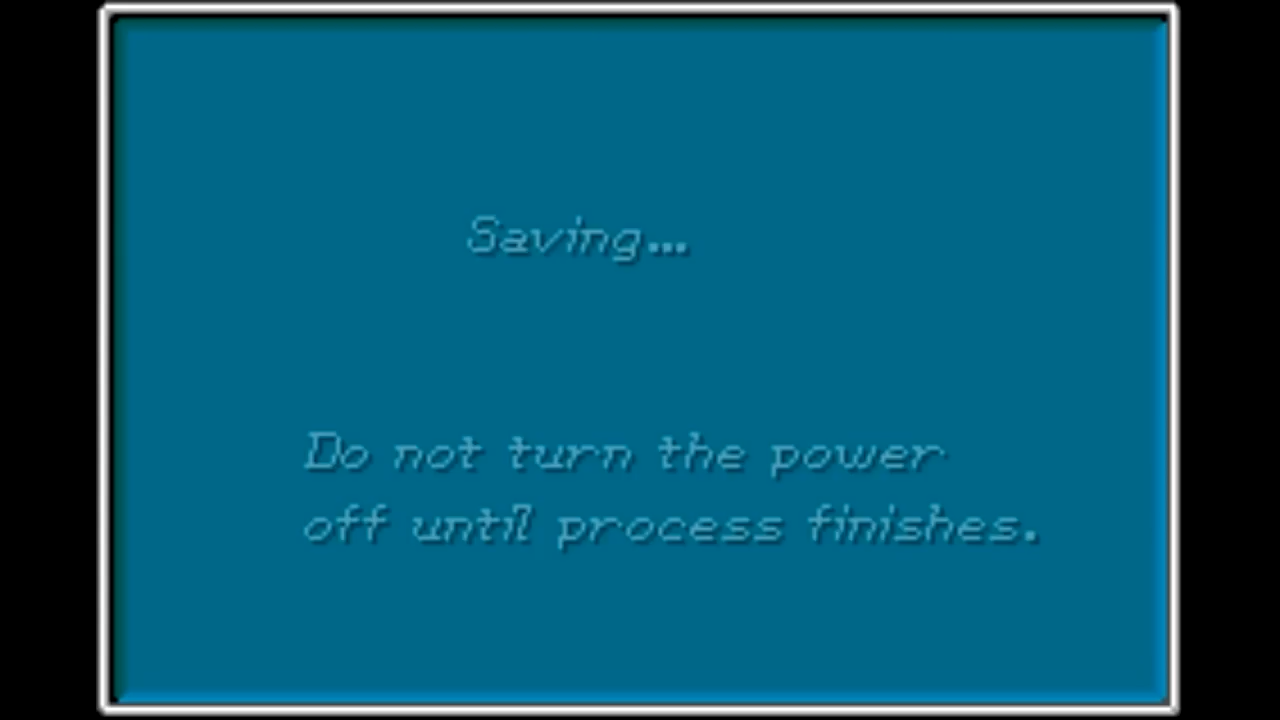 Saving...
Do not turn the power
off until process finishes.